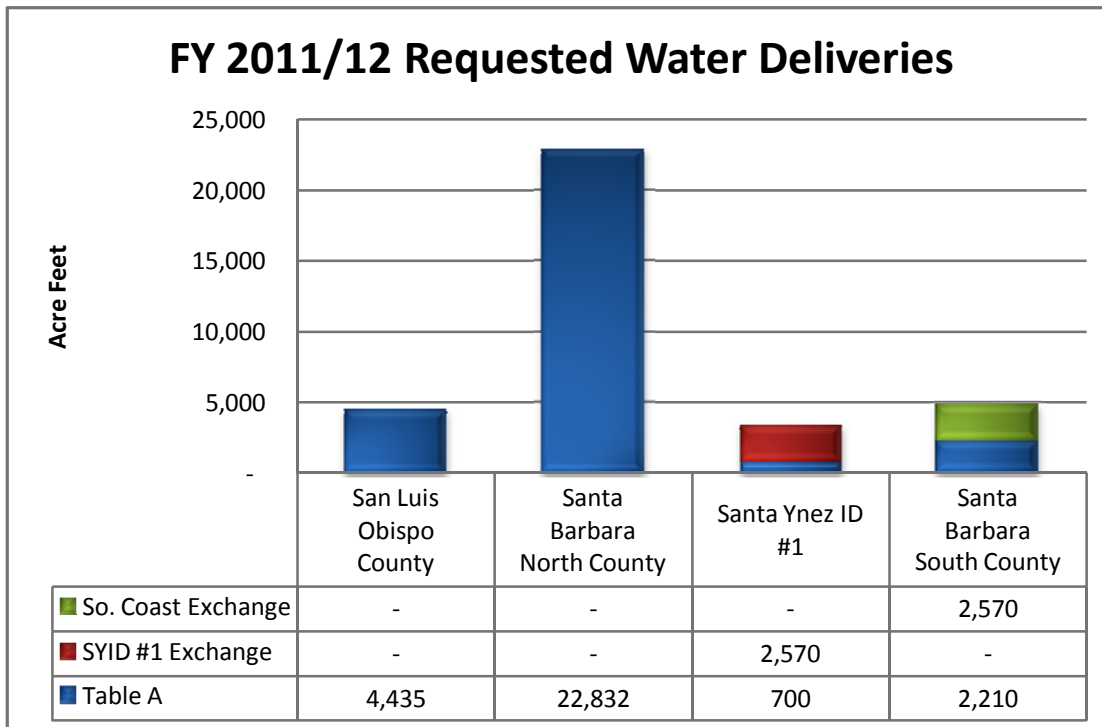 FY 2011/12 Requested Water Deliveries
Acre Feet
25,000
20,000
15,000
10,000
5,000
-
San Luis Obispo County
Santa Barbara North County
Santa Ynez ID #1
Santa Barbara South County
So. Coast Exchange - - - 2,570
SYID #1 Exchange - - 2,570 -
Table A 4,435 22,832 700 2,210